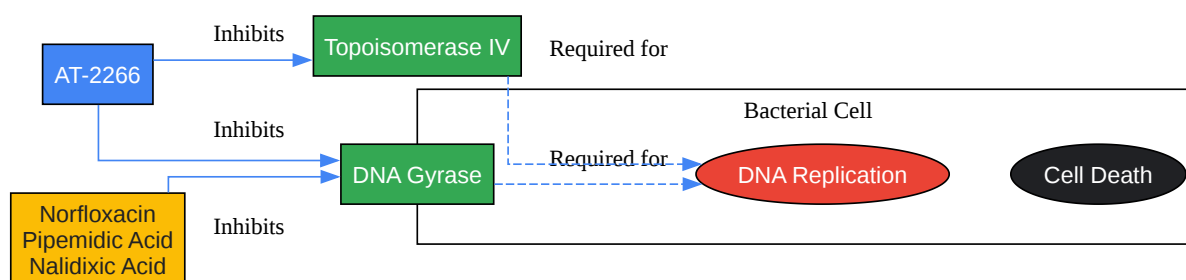 Inhibits
Topoisomerase IV
Required for
AT-2266
Bacterial Cell
Inhibits
DNA Gyrase
Required for
DNA Replication
Cell Death
Norfloxacin
Pipemidic Acid
Nalidixic Acid
Inhibits